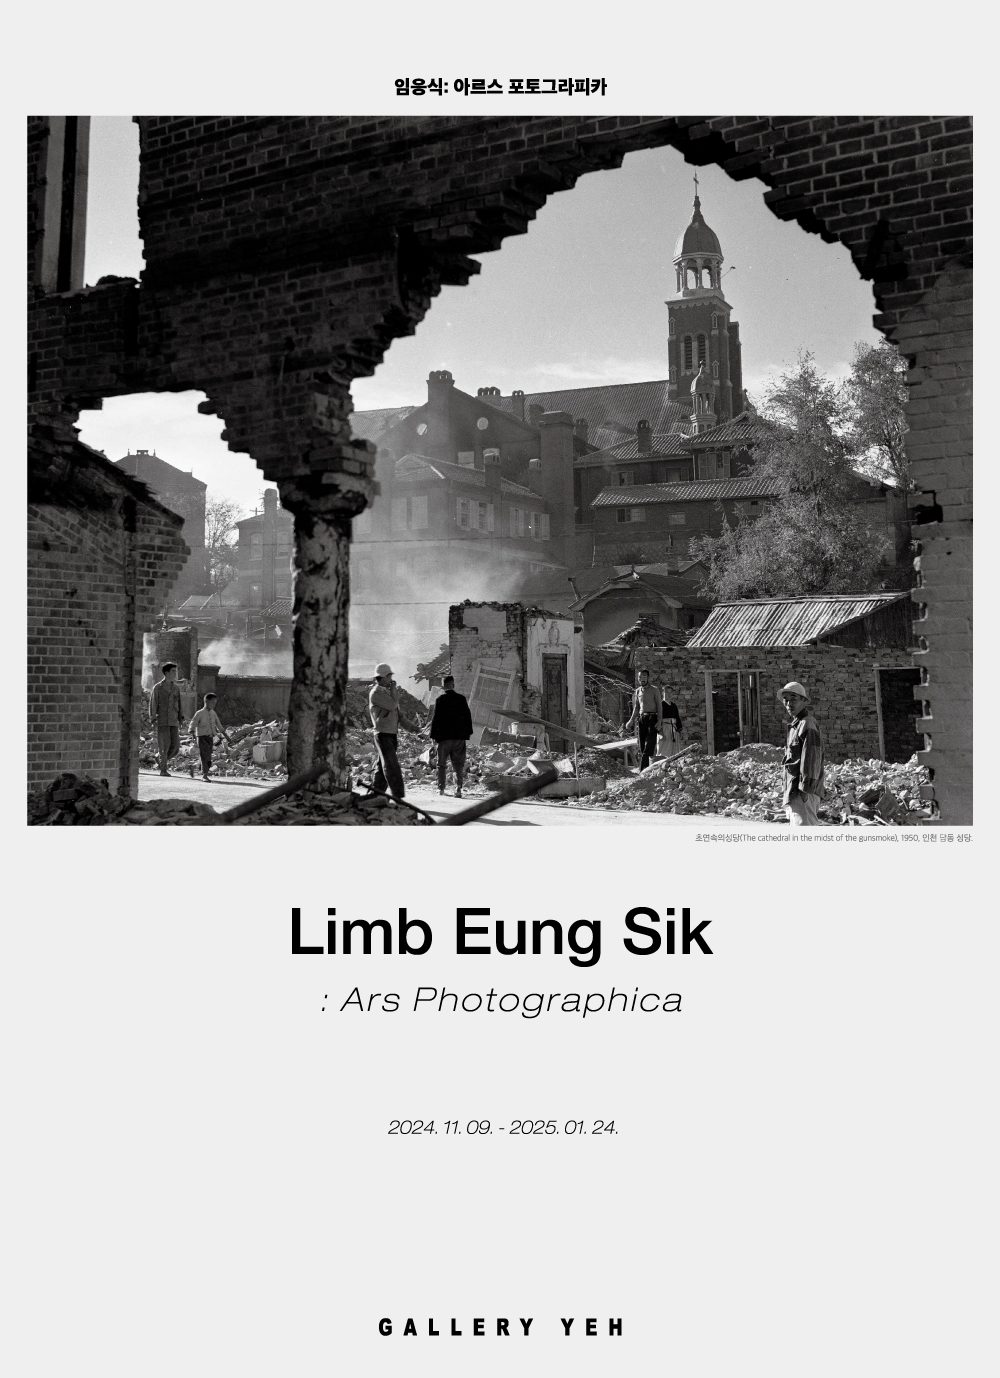 임응식: 아르스 포토그라피카
초연속의성당(The cathedral in the midst of the gunsmoke), 1950, 인천 답동 성당.
Limb Eung Sik
: Ars Photographica
2024. 11. 09. - 2025. 01. 24.
GALLERY YEH